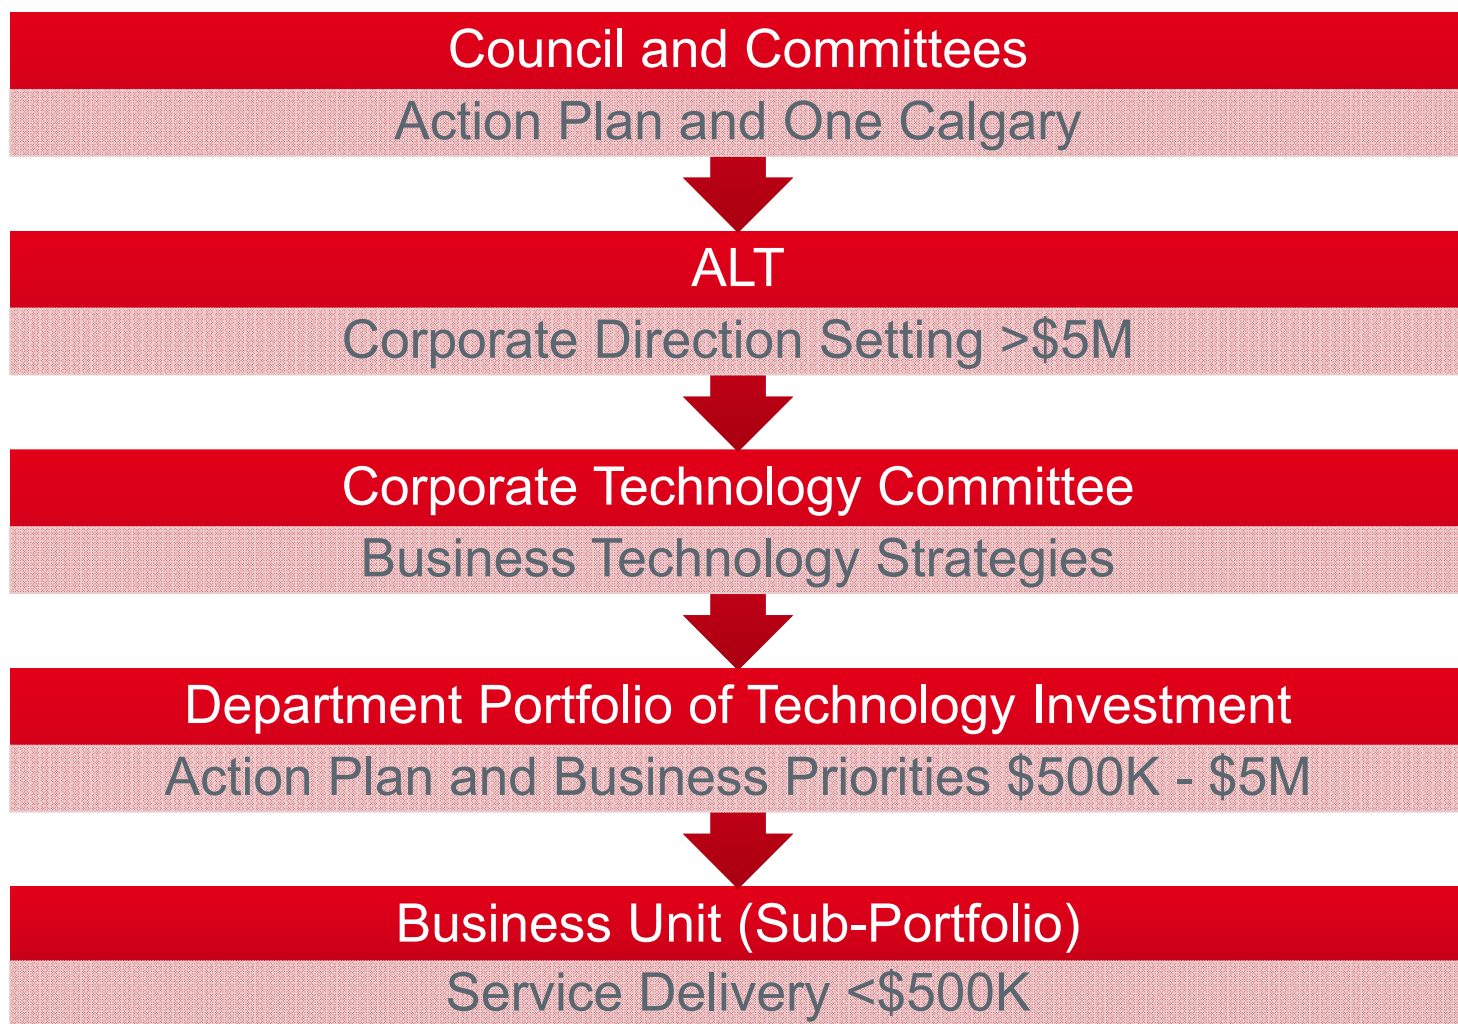 Council and Committees
Action Plan and One Calgary
ALT
Corporate Direction Setting >$5M
Corporate Technology Committee
Business Technology Strategies
Department Portfolio of Technology Investment
Action Plan and Business Priorities $500K - $5M
Business Unit (Sub-Portfolio)
Service Delivery <$500K